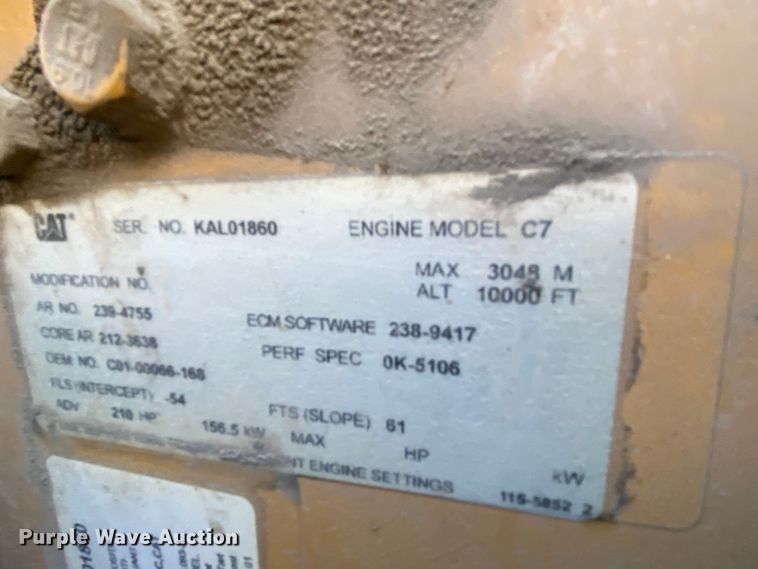 CAT SER. NO. KAL01860 ENGINE MODEL C7
MODIFICATION NO. MAX 3048 M
ALT 10000 FT
AR NO. 239-4755 ECM SOFTWARE 238-9417
CORE AR 212-3638 PERF SPEC 0K-5106
OEM NO. C01-00066-168
FLS (INTERCEPT) -54 FTS (SLOPE) 61
ADV 210 HP 156.5 kW MAX HP kW
ENGINE SETTINGS 115-5852 2
Purple Wave Auction